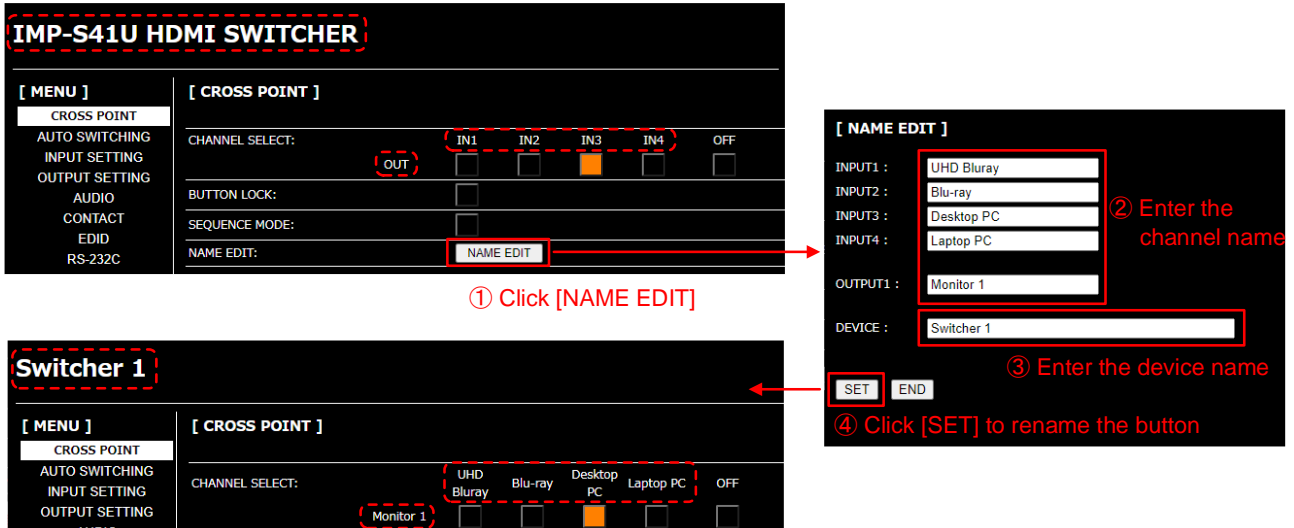 IMP-S41U HDMI SWITCHER
[ MENU ]
CROSS POINT
AUTO SWITCHING
INPUT SETTING
OUTPUT SETTING
AUDIO
CONTACT
EDID
RS-232C
[ CROSS POINT ]
CHANNEL SELECT: IN1 IN2 IN3 IN4 OFF
OUT
BUTTON LOCK:
SEQUENCE MODE:
NAME EDIT: NAME EDIT
① Click [NAME EDIT]
[ NAME EDIT ]
INPUT1 : UHD Bluray
INPUT2 : Blu-ray
INPUT3 : Desktop PC
INPUT4 : Laptop PC
② Enter the
channel name
OUTPUT1 : Monitor 1
DEVICE : Switcher 1
③ Enter the device name
SET END
④ Click [SET] to rename the button
Switcher 1
[ MENU ]
CROSS POINT
AUTO SWITCHING
INPUT SETTING
OUTPUT SETTING
[ CROSS POINT ]
CHANNEL SELECT: UHD Bluray Blu-ray Desktop PC Laptop PC OFF
Monitor 1